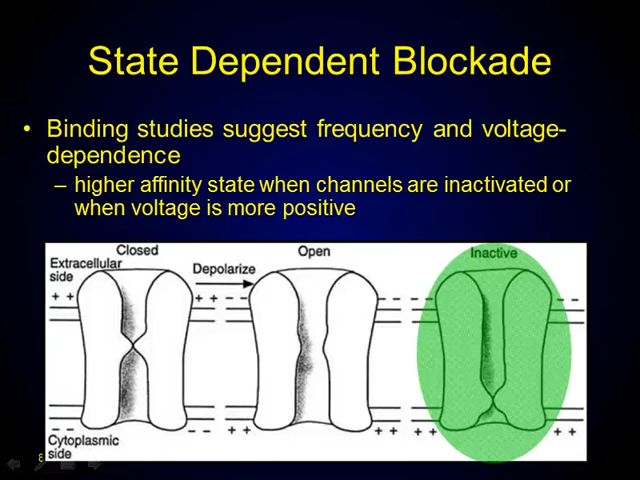 State Dependent Blockade
• Binding studies suggest frequency and voltage-
dependence
– higher affinity state when channels are inactivated or
when voltage is more positive
Closed
Open
Inactive
Extracellular
side
Depolarize
+ +
+ +
– –
– –
– –
– –
– –
– –
+ +
+ +
+ +
+ +
Cytoplasmic
side
8